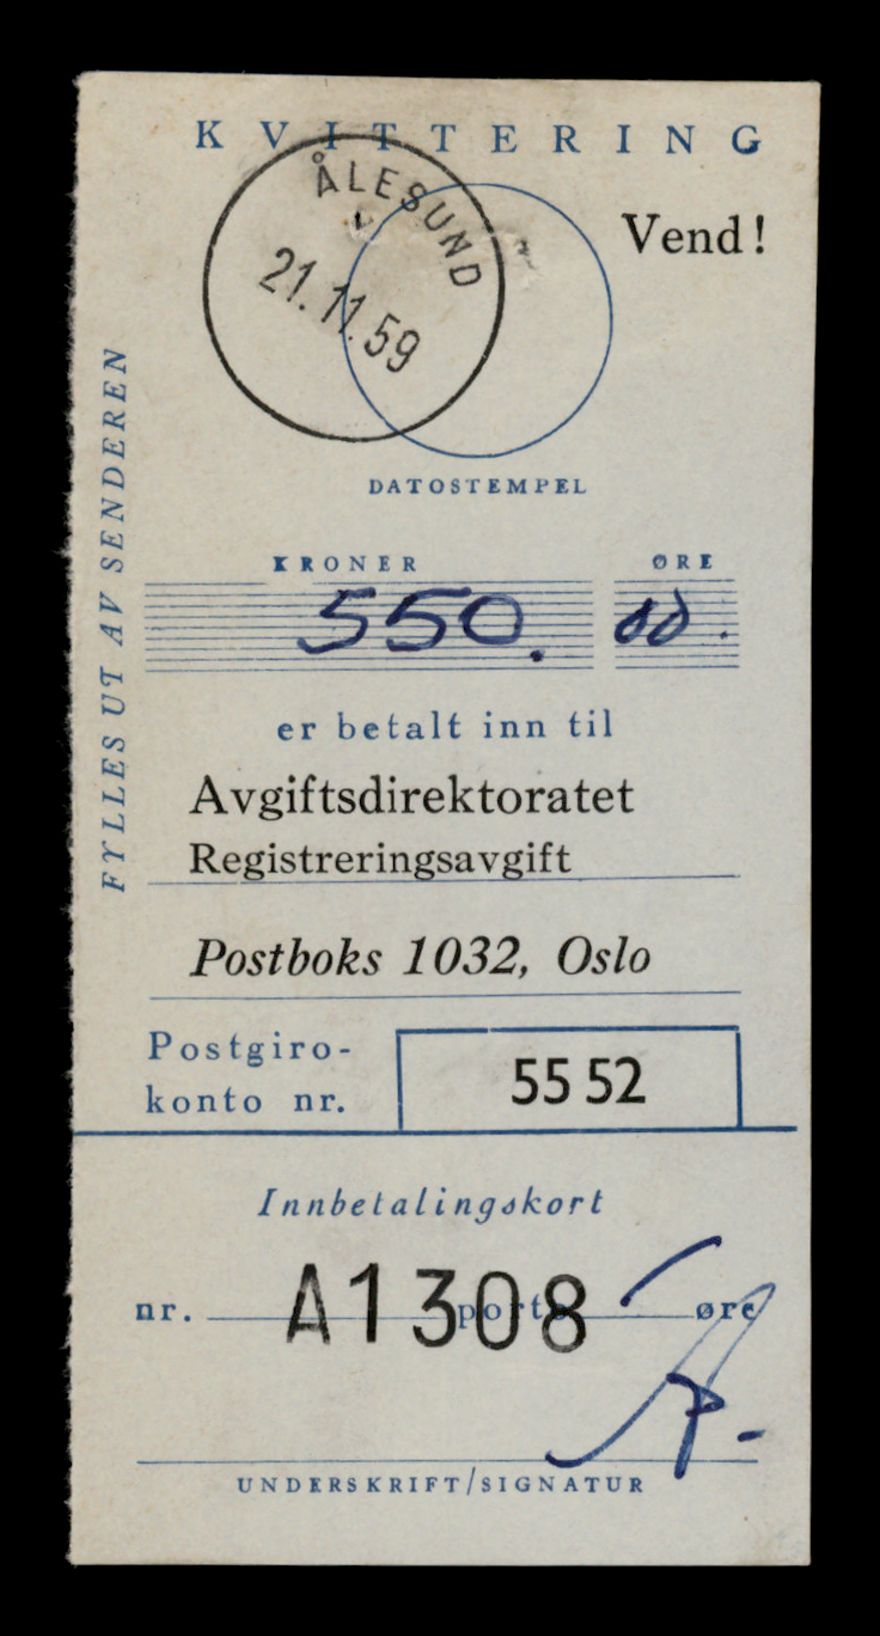 KVITTERING
ÅLESUND
21.11.59
Vend!
DATOSTEMPEL
FYLLES UT AV SENDEREN
KRONER ØRE
550. 00.
er betalt inn til
Avgiftsdirektoratet
Registreringsavgift
Postboks 1032, Oslo
Postgiro-
konto nr.
55 52
Innbetalingskort
nr. A1308 porto øre
UNDERSKRIFT/SIGNATUR